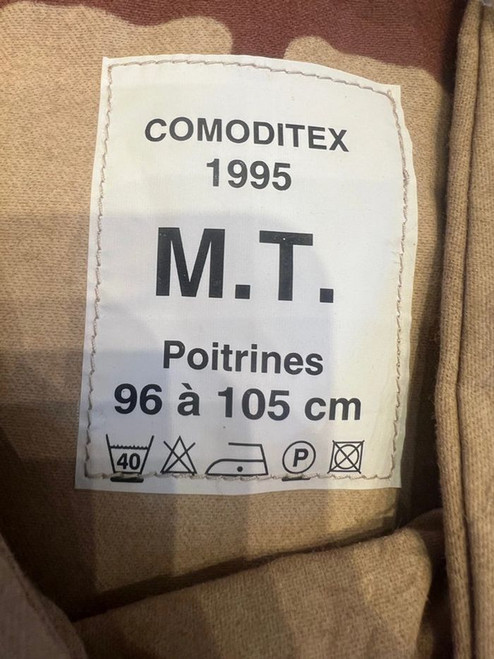 COMODITEX
1995
M.T.
Poitrines
96 à 105 cm
40 P